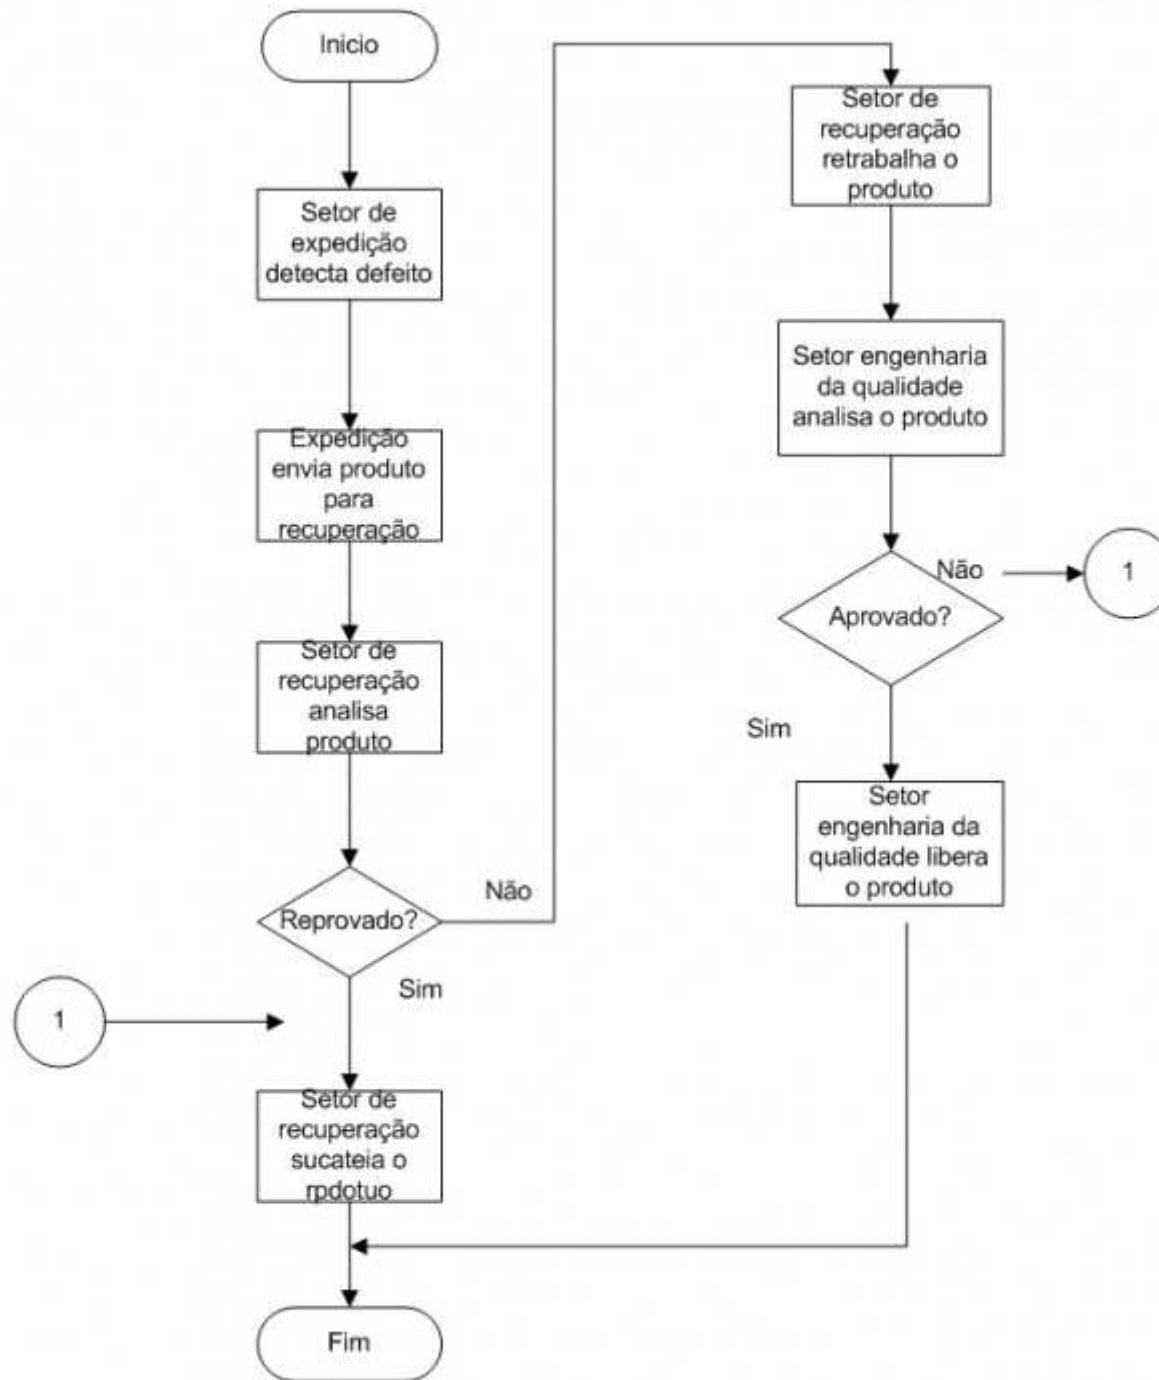 Inicio
Setor de
expedição
detecta defeito
Expedição
envia produto
para
recuperação
Setor de
recuperação
analisa
produto
Reprovado?
Não
Sim
1
Setor de
recuperação
sucateia o
rpdotuo
Fim
Setor de
recuperação
retrabalha o
produto
Setor engenharia
da qualidade
analisa o produto
Não
1
Aprovado?
Sim
Setor
engenharia da
qualidade libera
o produto